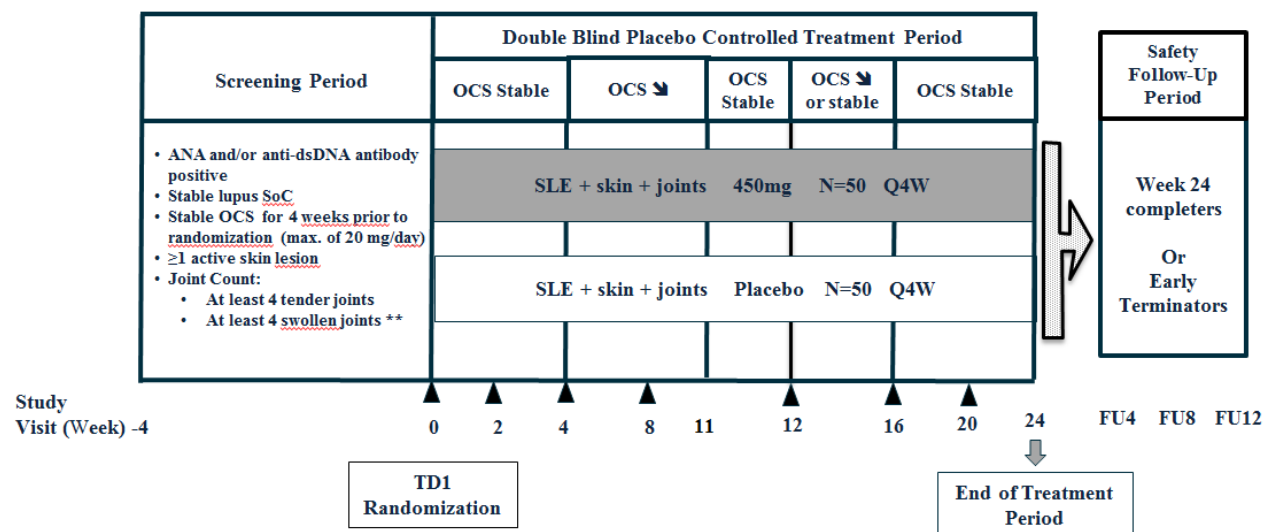 Double Blind Placebo Controlled Treatment Period
Screening Period
OCS Stable
OCS ⬊
OCS
Stable
OCS ⬊
or stable
OCS Stable
Safety
Follow-Up
Period
• ANA and/or anti-dsDNA antibody
positive
• Stable lupus SoC
• Stable OCS for 4 weeks prior to
randomization (max. of 20 mg/day)
• ≥1 active skin lesion
• Joint Count:
• At least 4 tender joints
• At least 4 swollen joints **
SLE + skin + joints 450mg N=50 Q4W
SLE + skin + joints Placebo N=50 Q4W
Week 24
completers
Or
Early
Terminators
Study
Visit (Week) -4 0 2 4 8 11 12 16 20 24 FU4 FU8 FU12
TD1
Randomization
End of Treatment
Period